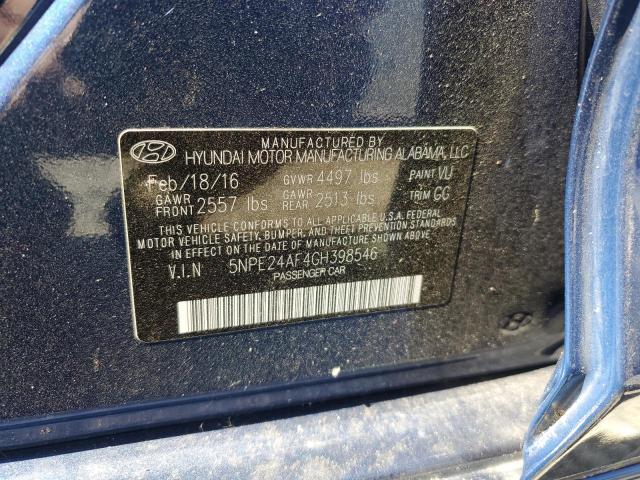 MANUFACTURED BY
HYUNDAI MOTOR MANUFACTURING ALABAMA, LLC
Feb/18/16 GVWR 4497 lbs PAINT VU
GAWR FRONT 2557 lbs GAWR REAR 2513 lbs TRIM GG
THIS VEHICLE CONFORMS TO ALL APPLICABLE U.S.A. FEDERAL
MOTOR VEHICLE SAFETY, BUMPER, AND THEFT PREVENTION
STANDARDS IN EFFECT ON THE DATE OF MANUFACTURE SHOWN ABOVE.
V.I.N 5NPE24AF4GH398546
PASSENGER CAR